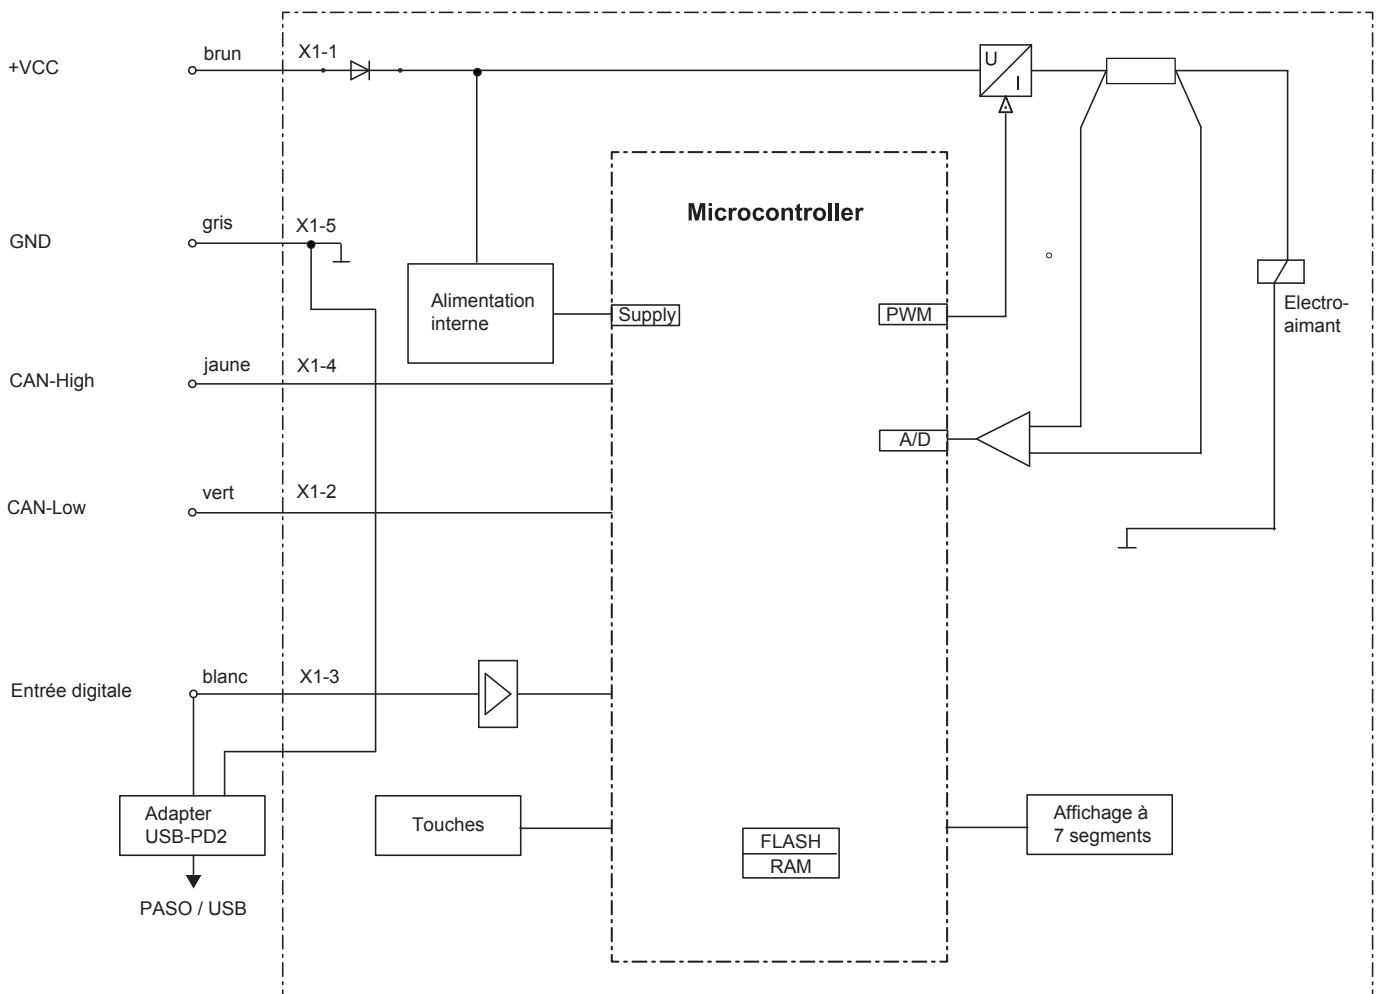 +VCC
brun
X1-1
U
I
Microcontroller
GND
gris
X1-5
Alimentation
interne
Supply
PWM
Electro-
aimant
CAN-High
jaune
X1-4
A/D
CAN-Low
vert
X1-2
Entrée digitale
blanc
X1-3
Adapter
USB-PD2
Touches
FLASH
RAM
Affichage à
7 segments
PASO / USB